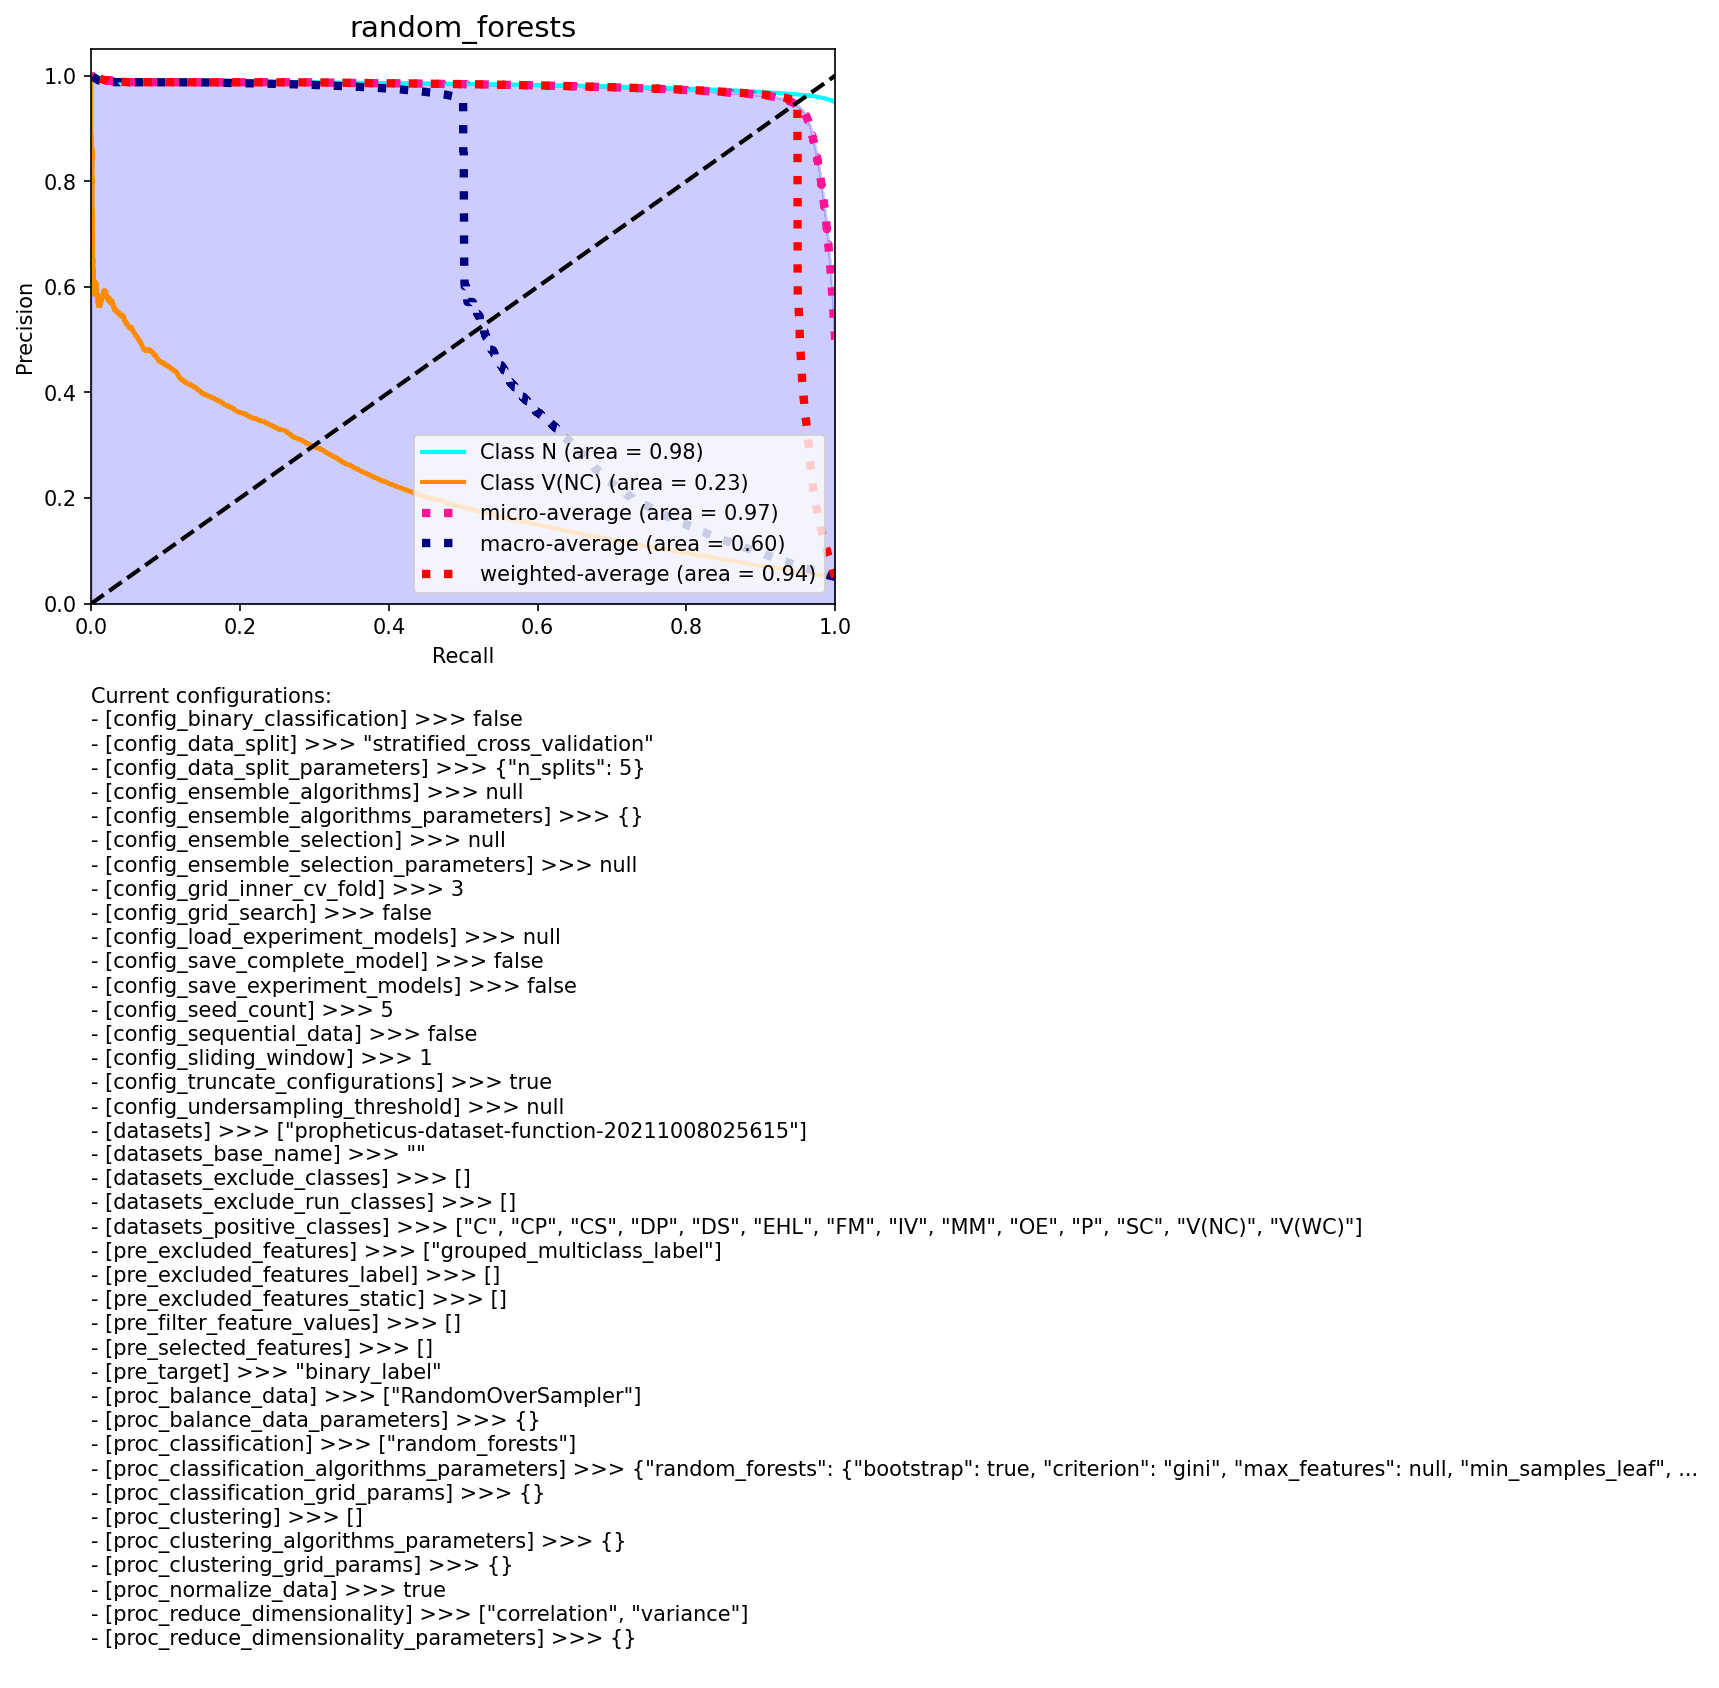 random_forests
1.0
0.8
0.6
0.4
0.2
0.0
Precision
Class N (area = 0.98)
Class V(NC) (area = 0.23)
micro-average (area = 0.97)
macro-average (area = 0.60)
weighted-average (area = 0.94)
0.0 0.2 0.4 0.6 0.8 1.0
Recall
Current configurations:
- [config_binary_classification] >>> false
- [config_data_split] >>> "stratified_cross_validation"
- [config_data_split_parameters] >>> {"n_splits": 5}
- [config_ensemble_algorithms] >>> null
- [config_ensemble_algorithms_parameters] >>> {}
- [config_ensemble_selection] >>> null
- [config_ensemble_selection_parameters] >>> null
- [config_grid_inner_cv_fold] >>> 3
- [config_grid_search] >>> false
- [config_load_experiment_models] >>> null
- [config_save_complete_model] >>> false
- [config_save_experiment_models] >>> false
- [config_seed_count] >>> 5
- [config_sequential_data] >>> false
- [config_sliding_window] >>> 1
- [config_truncate_configurations] >>> true
- [config_undersampling_threshold] >>> null
- [datasets] >>> ["propheticus-dataset-function-20211008025615"]
- [datasets_base_name] >>> ""
- [datasets_exclude_classes] >>> []
- [datasets_exclude_run_classes] >>> []
- [datasets_positive_classes] >>> ["C", "CP", "CS", "DP", "DS", "EHL", "FM", "IV", "MM", "OE", "P", "SC", "V(NC)", "V(WC)"]
- [pre_excluded_features] >>> ["grouped_multiclass_label"]
- [pre_excluded_features_label] >>> []
- [pre_excluded_features_static] >>> []
- [pre_filter_feature_values] >>> []
- [pre_selected_features] >>> []
- [pre_target] >>> "binary_label"
- [proc_balance_data] >>> ["RandomOverSampler"]
- [proc_balance_data_parameters] >>> {}
- [proc_classification] >>> ["random_forests"]
- [proc_classification_algorithms_parameters] >>> {"random_forests": {"bootstrap": true, "criterion": "gini", "max_features": null, "min_samples_leaf", ...
- [proc_classification_grid_params] >>> {}
- [proc_clustering] >>> []
- [proc_clustering_algorithms_parameters] >>> {}
- [proc_clustering_grid_params] >>> {}
- [proc_normalize_data] >>> true
- [proc_reduce_dimensionality] >>> ["correlation", "variance"]
- [proc_reduce_dimensionality_parameters] >>> {}